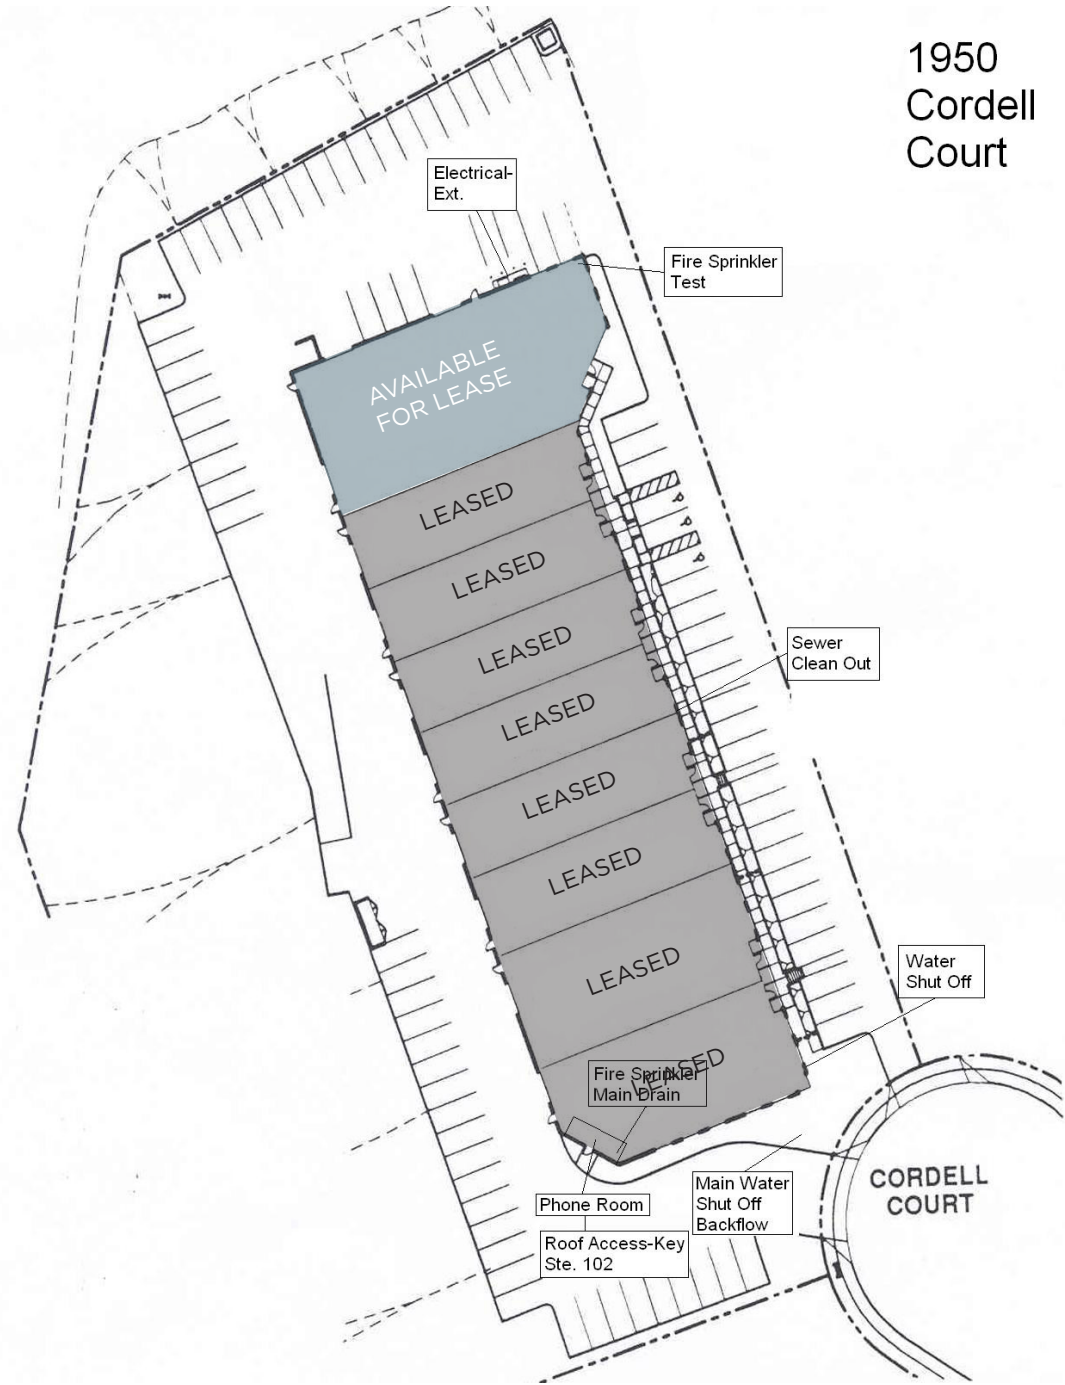 1950
Cordell
Court
Electrical-
Ext.
Fire Sprinkler
Test
AVAILABLE
FOR LEASE
LEASED
LEASED
LEASED
LEASED
Sewer
Clean Out
LEASED
LEASED
LEASED
Water
Shut Off
LEASED
Fire Sprinkler
Main Drain
CORDELL
COURT
Main Water
Shut Off
Backflow
Phone Room
Roof Access-Key
Ste. 102